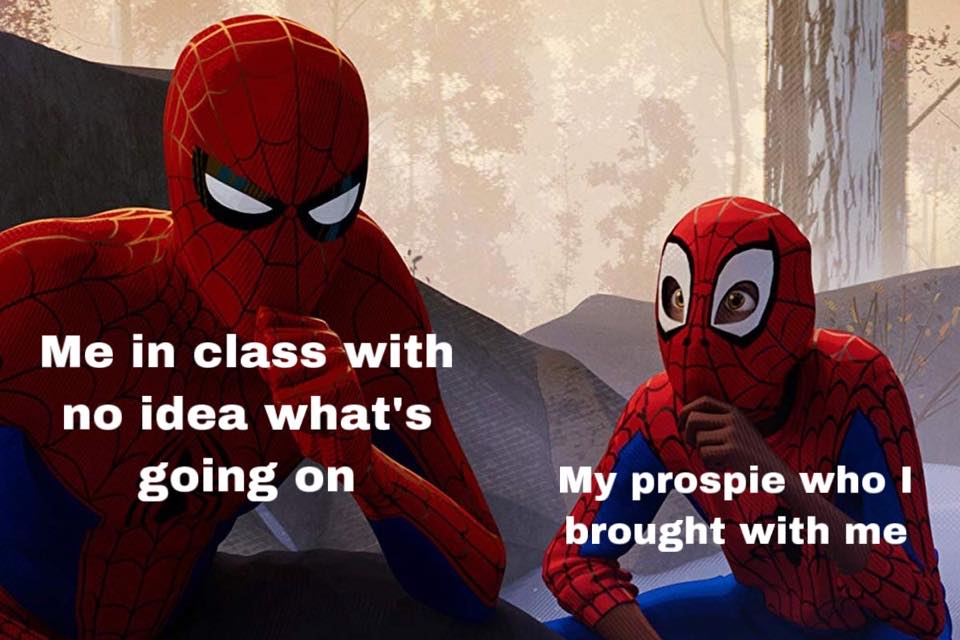 Me in class with
no idea what's
going on
My prospie who I
brought with me